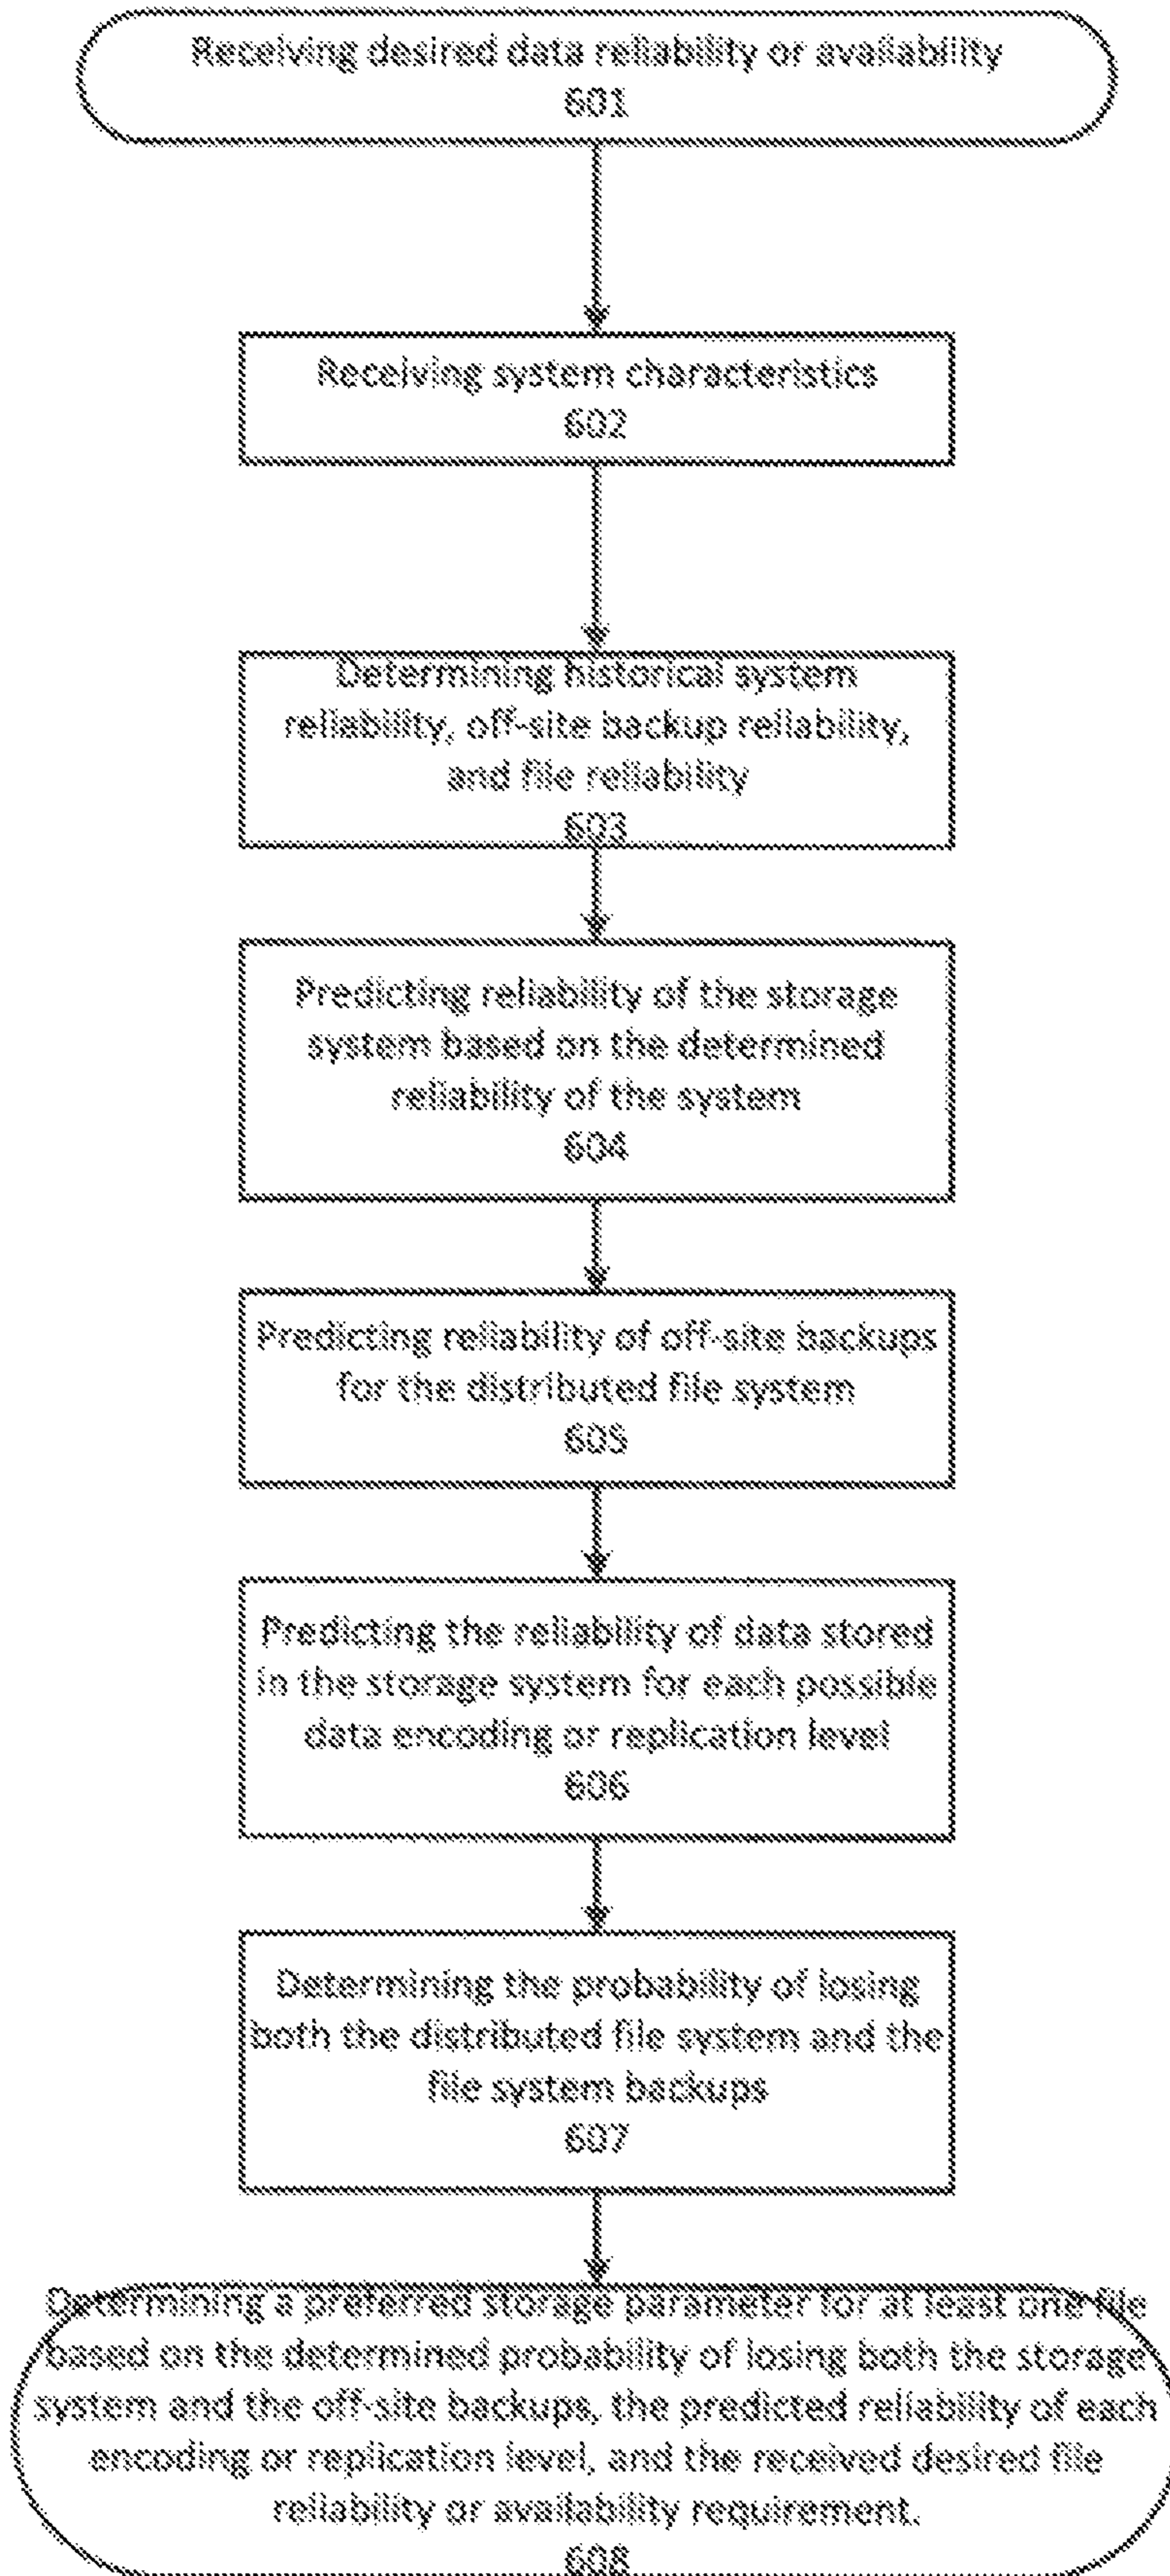 Receiving desired data reliability or availability
601
Receiving system characteristics
602
Determining historical system
reliability, off-site backup reliability,
and file reliability
603
Predicting reliability of the storage
system based on the determined
reliability of the system
604
Predicting reliability of off-site backups
for the distributed file system
605
Predicting the reliability of data stored
in the storage system for each possible
data encoding or replication level
606
Determining the probability of losing
both the distributed file system and the
file system backups
607
Determining a preferred storage parameter for at least one file
based on the determined probability of losing both the storage
system and the off-site backups, the predicted reliability of each
encoding or replication level, and the received desired file
reliability or availability requirement.
608